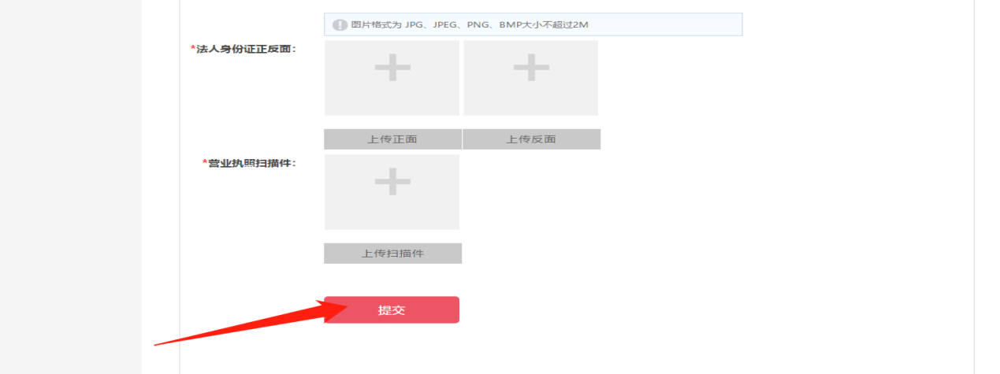 图片格式为 JPG、JPEG、PNG、BMP大小不超过2M
*法人身份证正反面：
上传正面
上传反面
*营业执照扫描件：
上传扫描件
提交